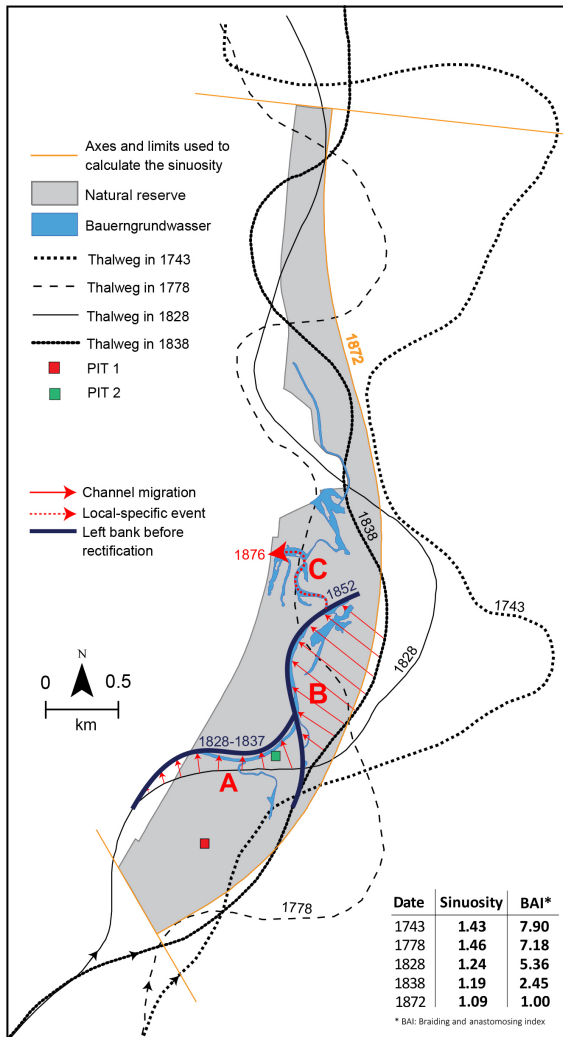 Axes and limits used to
calculate the sinuosity
Natural reserve
Bauerngrundwasser
Thalweg in 1743
Thalweg in 1778
Thalweg in 1828
Thalweg in 1838
PIT 1
PIT 2
1872
Channel migration
Local-specific event
Left bank before
rectification
1838
1876
C
1852
1743
N
0 0.5
km
1828
B
1828-1837
A
1778
Date Sinuosity BAI*
1743 1.43 7.90
1778 1.46 7.18
1828 1.24 5.36
1838 1.19 2.45
1872 1.09 1.00
* BAI: Braiding and anastomosing index